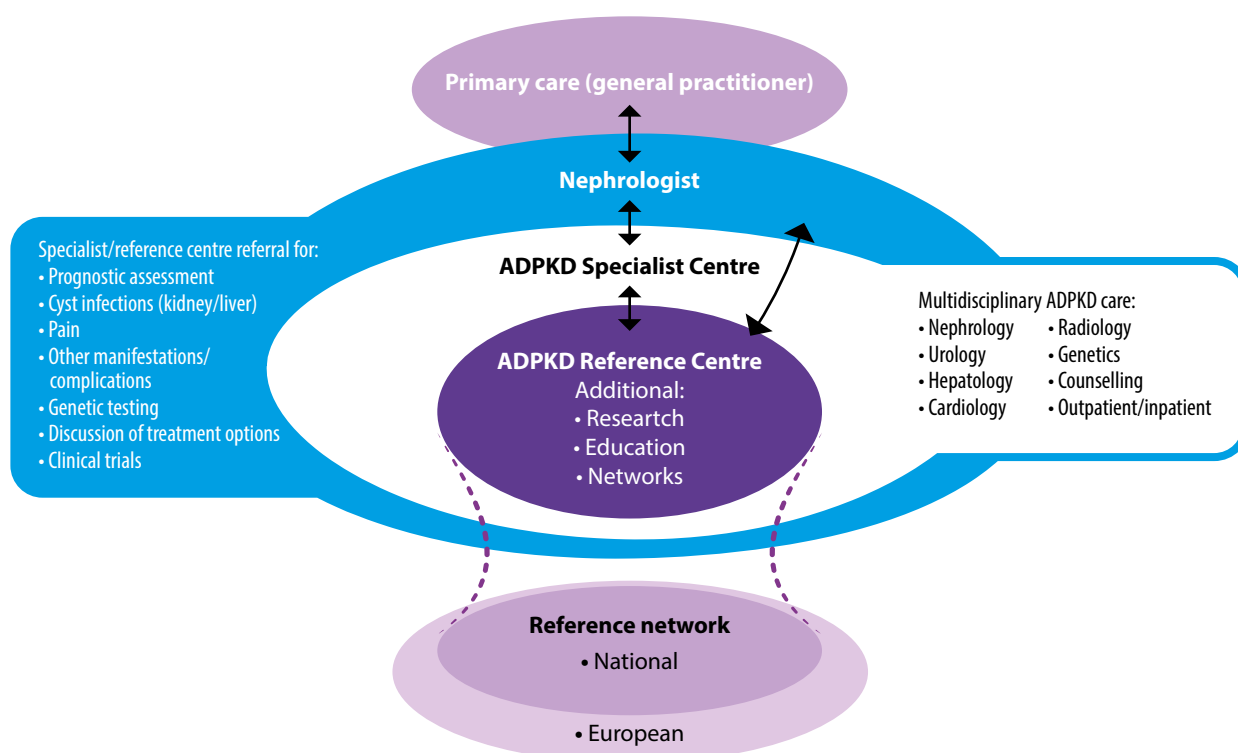 Primary care (general practitioner)
Nephrologist
ADPKD Specialist Centre
ADPKD Reference Centre
Additional:
• Researtch
• Education
• Networks
Specialist/reference centre referral for:
• Prognostic assessment
• Cyst infections (kidney/liver)
• Pain
• Other manifestations/
complications
• Genetic testing
• Discussion of treatment options
• Clinical trials
Multidisciplinary ADPKD care:
• Nephrology
• Urology
• Hepatology
• Cardiology
• Radiology
• Genetics
• Counselling
• Outpatient/inpatient
Reference network
• National
• European